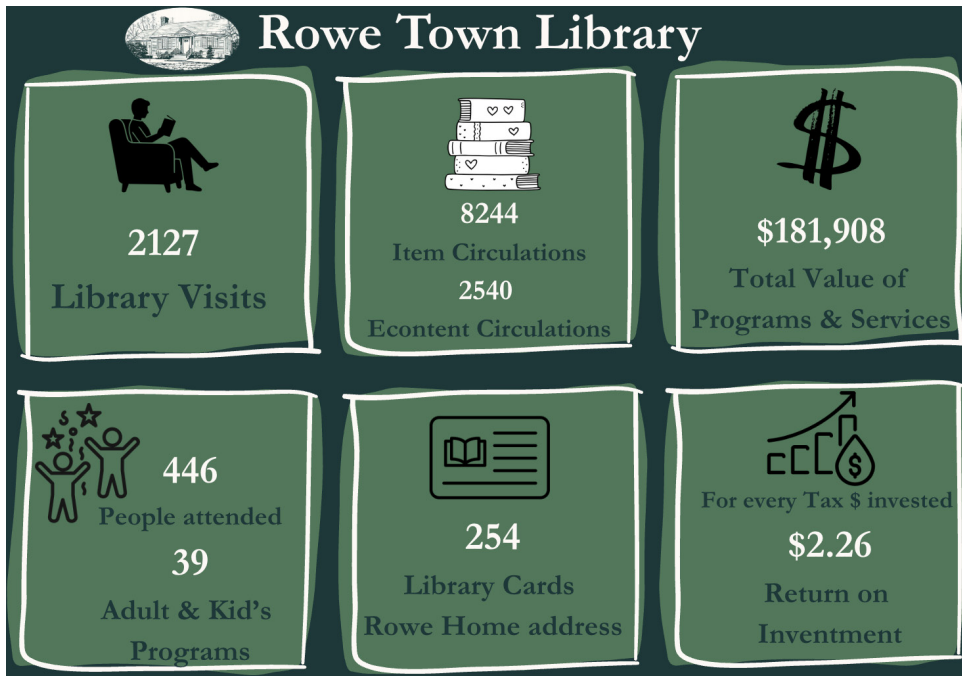 Rowe Town Library
2127
Library Visits
8244
Item Circulations
2540
Econtent Circulations
$
$181,908
Total Value of
Programs & Services
446
People attended
39
Adult & Kid's
Programs
254
Library Cards
Rowe Home address
$
For every Tax $ invested
$2.26
Return on
Inventment